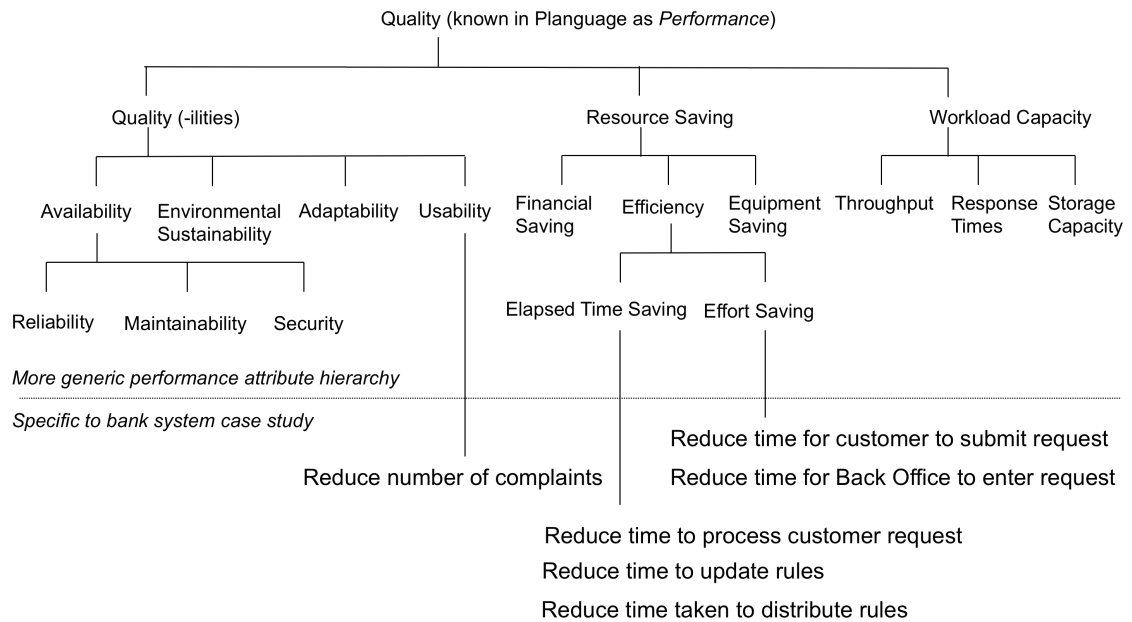 Quality (known in Planguage as Performance)
Quality (-ilities)
Resource Saving
Workload Capacity
Availability
Environmental
Sustainability
Adaptability
Usability
Financial
Saving
Efficiency
Equipment
Saving
Throughput
Response
Times
Storage
Capacity
Reliability
Maintainability
Security
Elapsed Time Saving
Effort Saving
More generic performance attribute hierarchy
Specific to bank system case study
Reduce number of complaints
Reduce time for customer to submit request
Reduce time for Back Office to enter request
Reduce time to process customer request
Reduce time to update rules
Reduce time taken to distribute rules